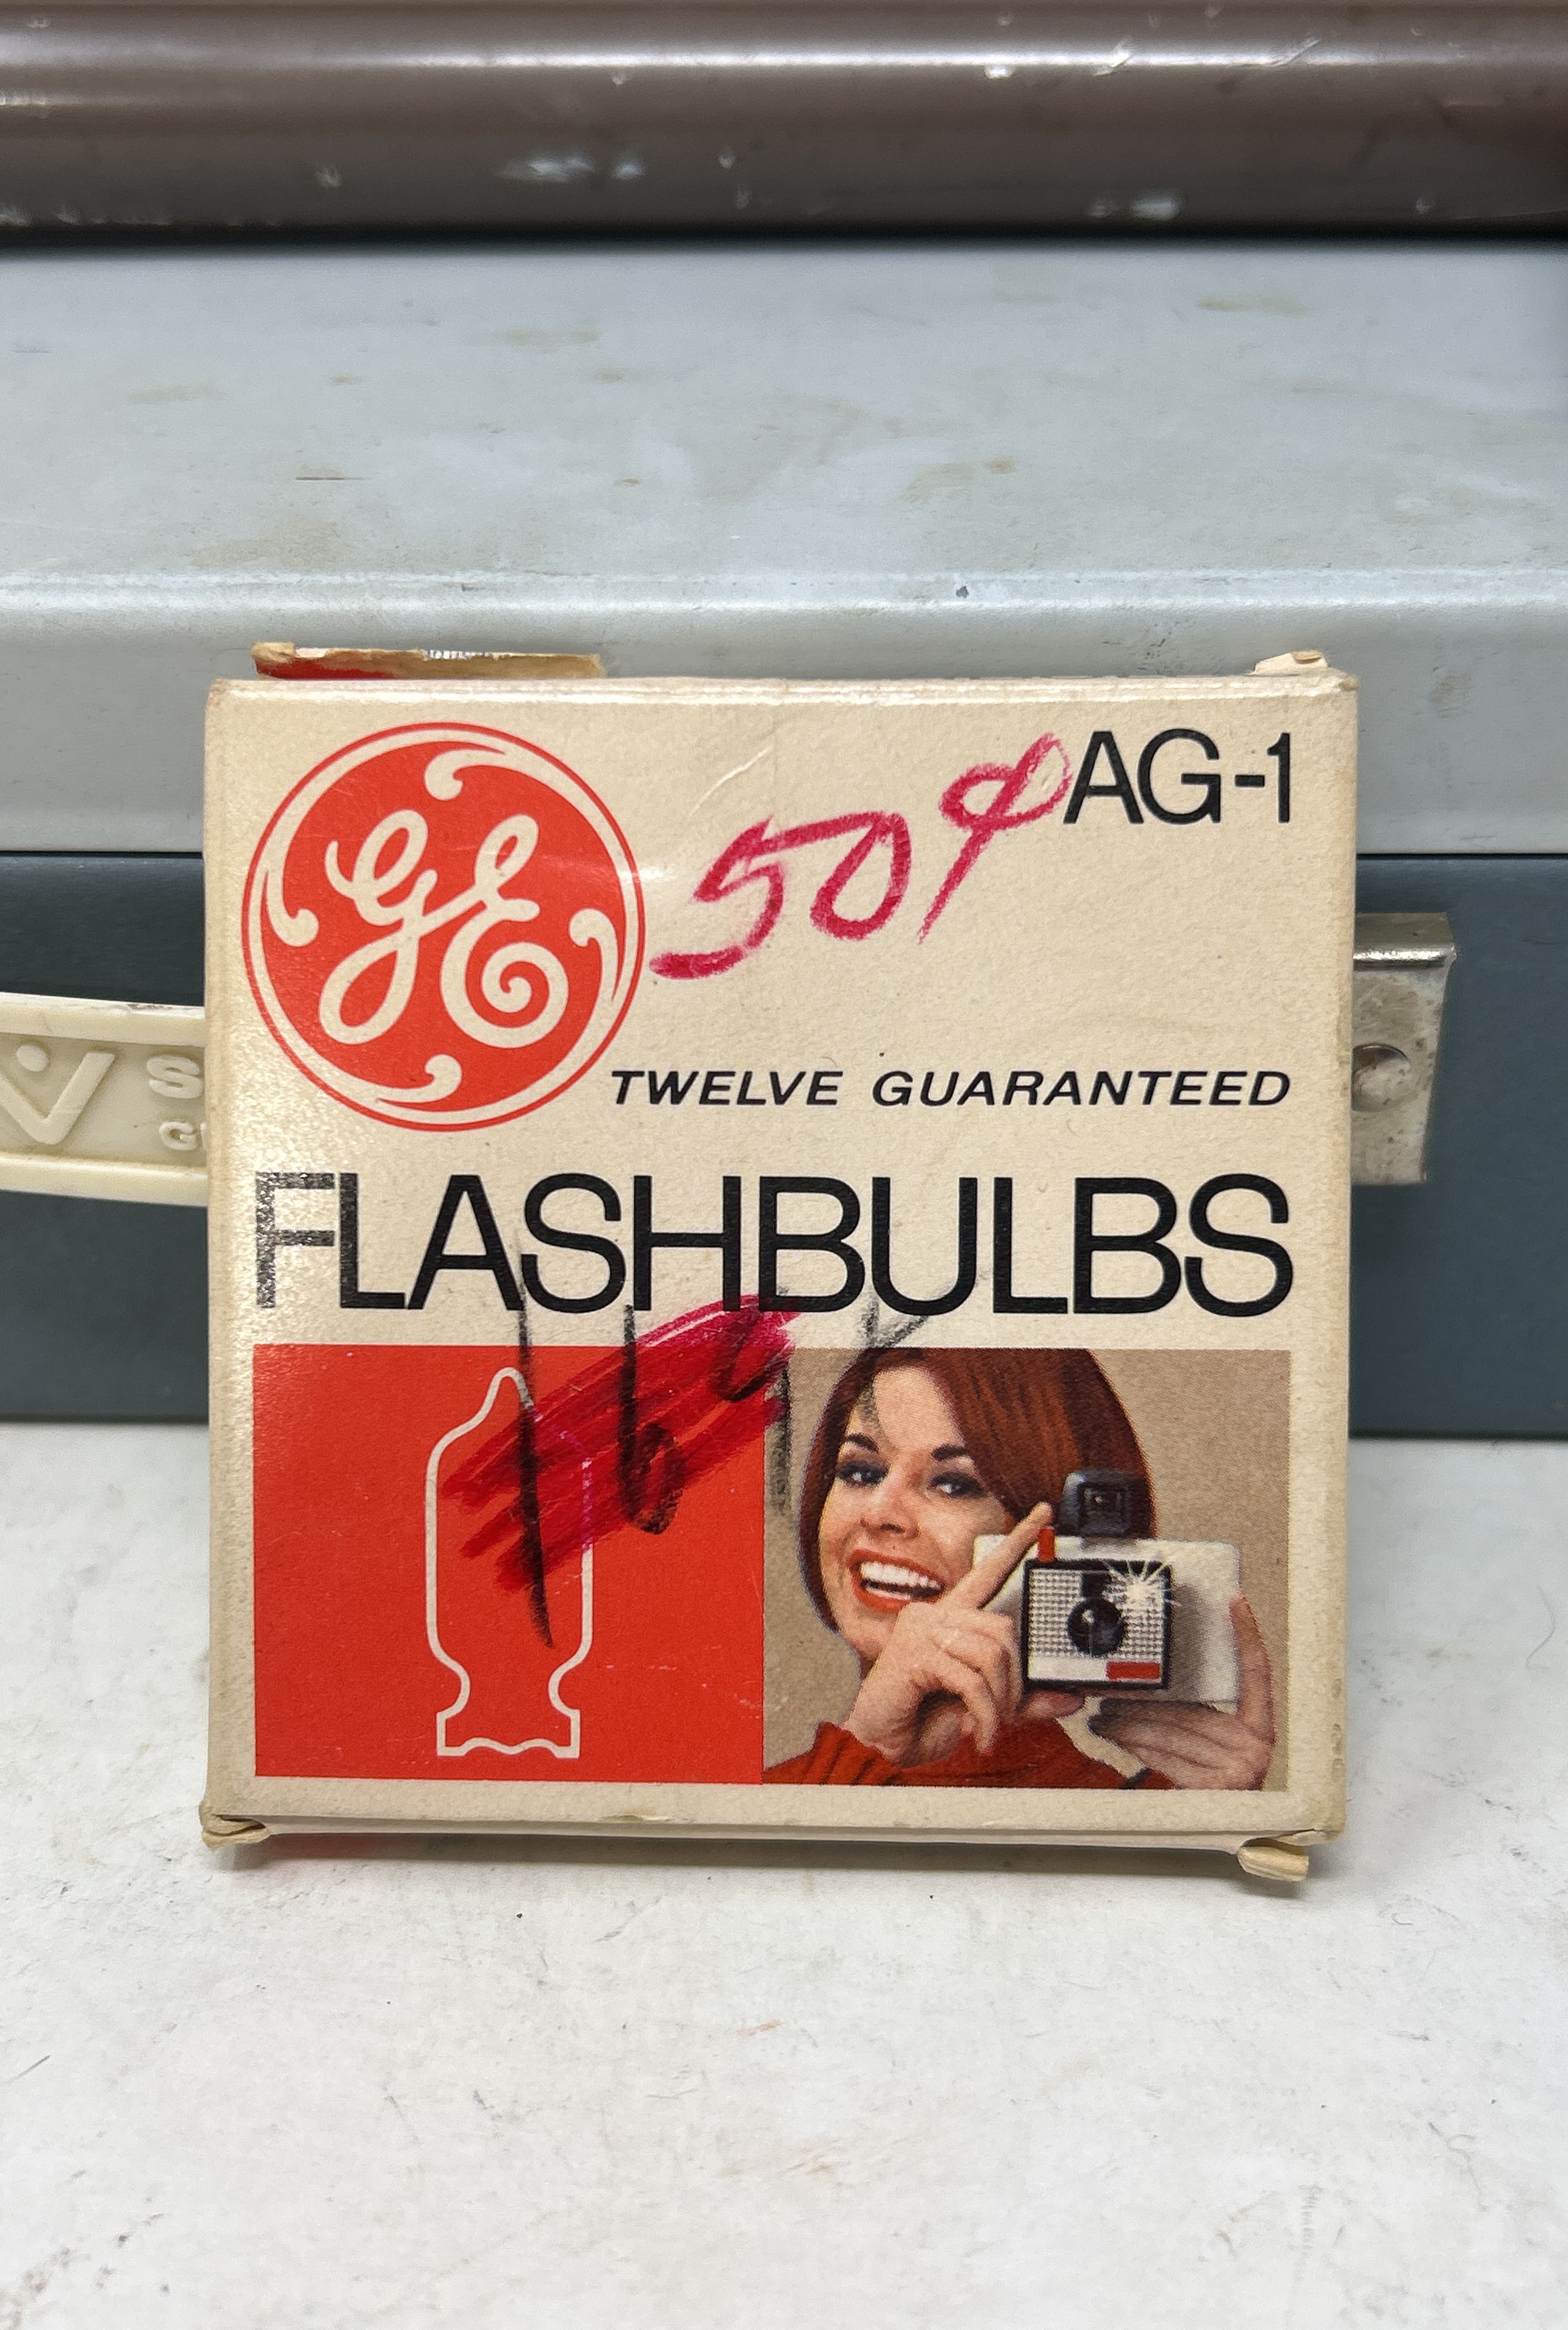 GE
AG-1
50¢
TWELVE GUARANTEED
FLASHBULBS